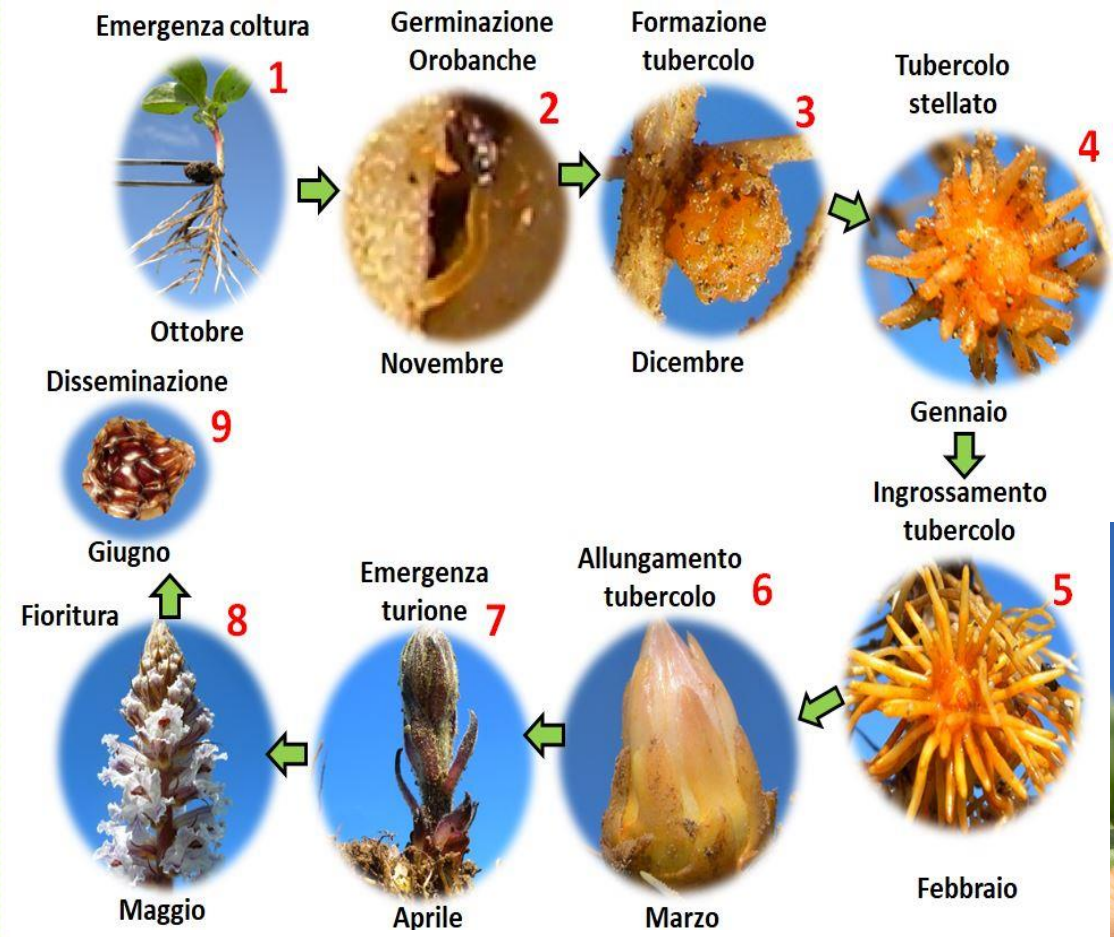 Emergenza coltura
1
Ottobre
Germinazione
Orobanche
2
Novembre
Formazione
tubercolo
3
Dicembre
Tubercolo
stellato
4
Gennaio
Ingrossamento
tubercolo
5
Febbraio
Allungamento
tubercolo
6
Marzo
Emergenza
turione
7
Aprile
Fioritura
8
Maggio
Disseminazione
9
Giugno